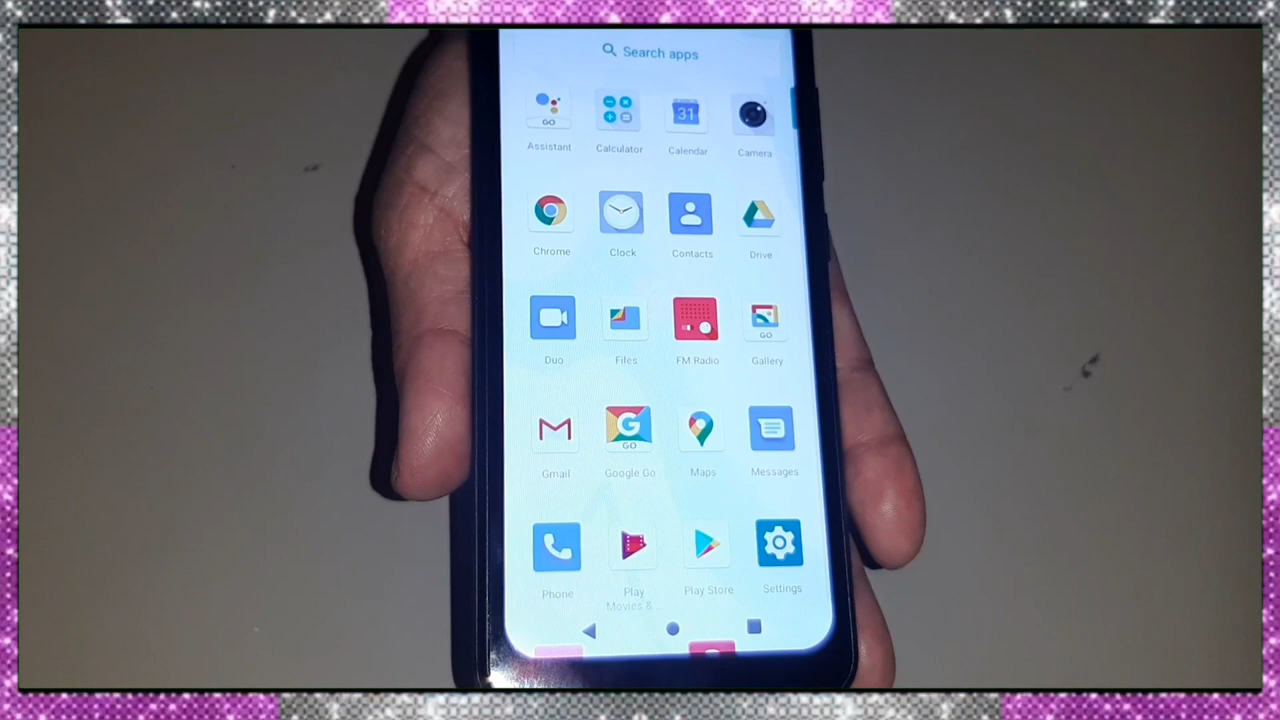 Search apps
GO
31
Assistant Calculator Calendar Camera
Chrome Clock Contacts Drive
GO
Duo Files FM Radio Gallery
G
GO
Gmail Google Go Maps Messages
Phone Play Play Store Settings
Movies & ...